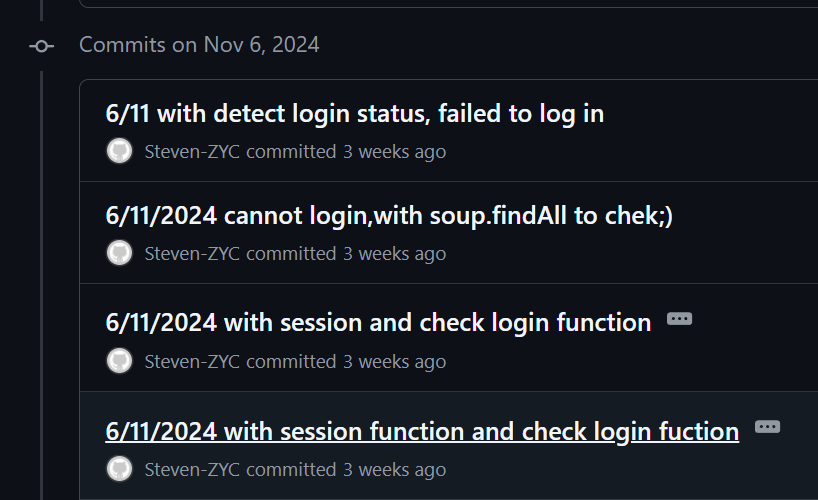 Commits on Nov 6, 2024
6/11 with detect login status, failed to log in
Steven-ZYC committed 3 weeks ago
6/11/2024 cannot login,with soup.findAll to chek;)
Steven-ZYC committed 3 weeks ago
6/11/2024 with session and check login function
Steven-ZYC committed 3 weeks ago
6/11/2024 with session function and check login fuction
Steven-ZYC committed 3 weeks ago